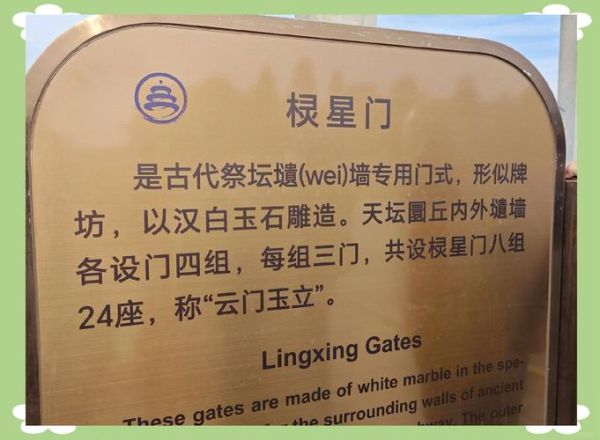 棂星门
是古代祭坛壝(wei)墙专用门式，形似牌
坊，以汉白玉石雕造。天坛圜丘内外壝墙
各设门四组，每组三门，共设棂星门八组
24座，称“云门玉立”。
Lingxing Gates
These gates are made of white marble in the spe-
for the surrounding walls of ancient
The outer